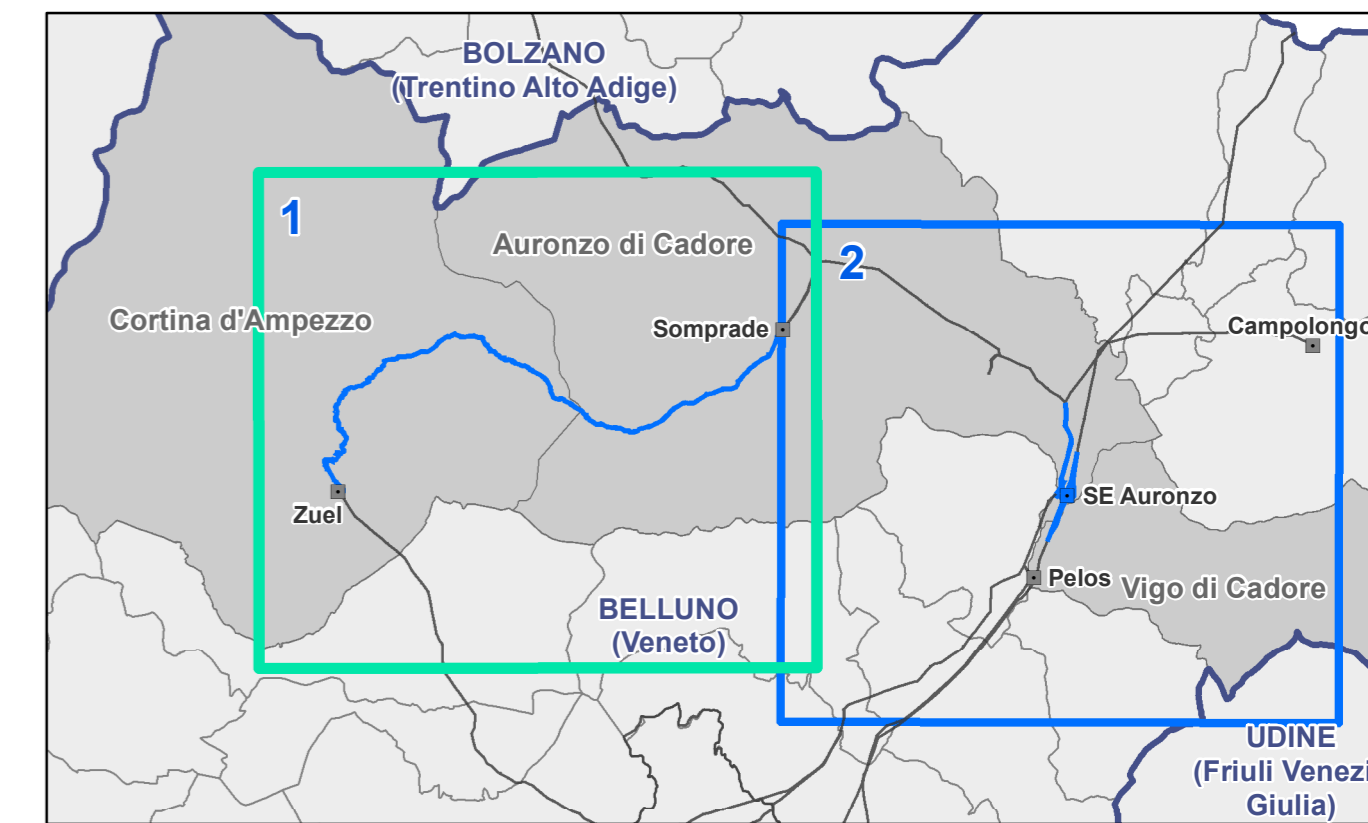 BOLZANO
(Trentino Alto Adige)
1
Auronzo di Cadore
2
Cortina d'Ampezzo
Somprade
Campolongo
Zuel
SE Auronzo
Pelos
Vigo di Cadore
BELLUNO
(Veneto)
UDINE
(Friuli Venezi
Giulia)